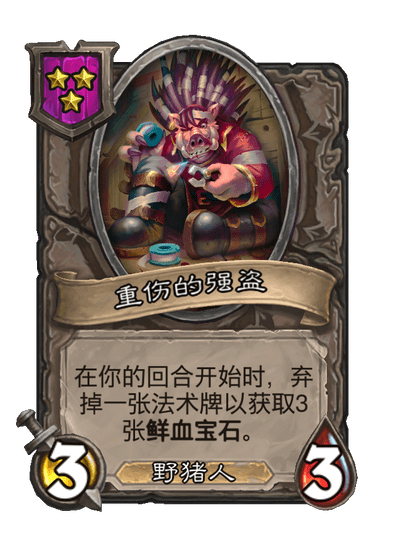 重伤的强盗
在你的回合开始时，弃
掉一张法术牌以获取3
张鲜血宝石。
3
野猪人
3